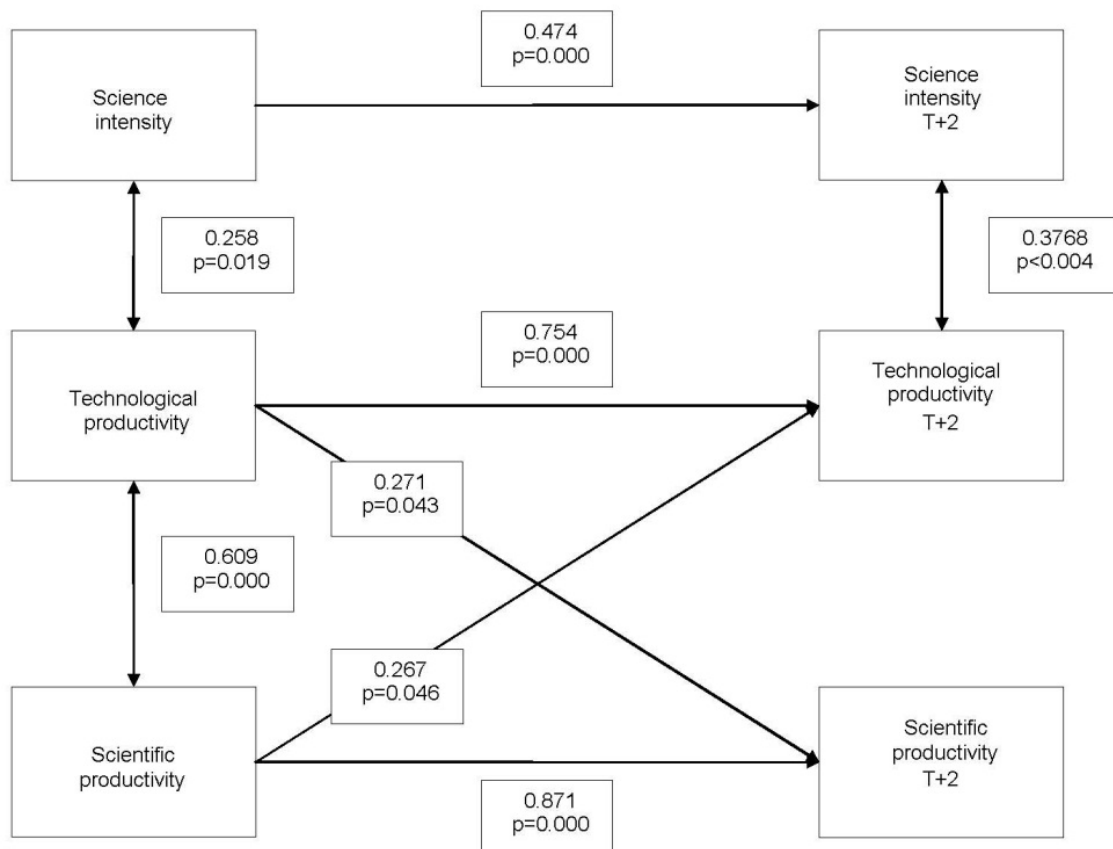 0.474
p=0.000
Science
intensity
Science
intensity
T+2
0.258
p=0.019
0.3768
p<0.004
0.754
p=0.000
Technological
productivity
Technological
productivity
T+2
0.271
p=0.043
0.609
p=0.000
0.267
p=0.046
Scientific
productivity
Scientific
productivity
T+2
0.871
p=0.000